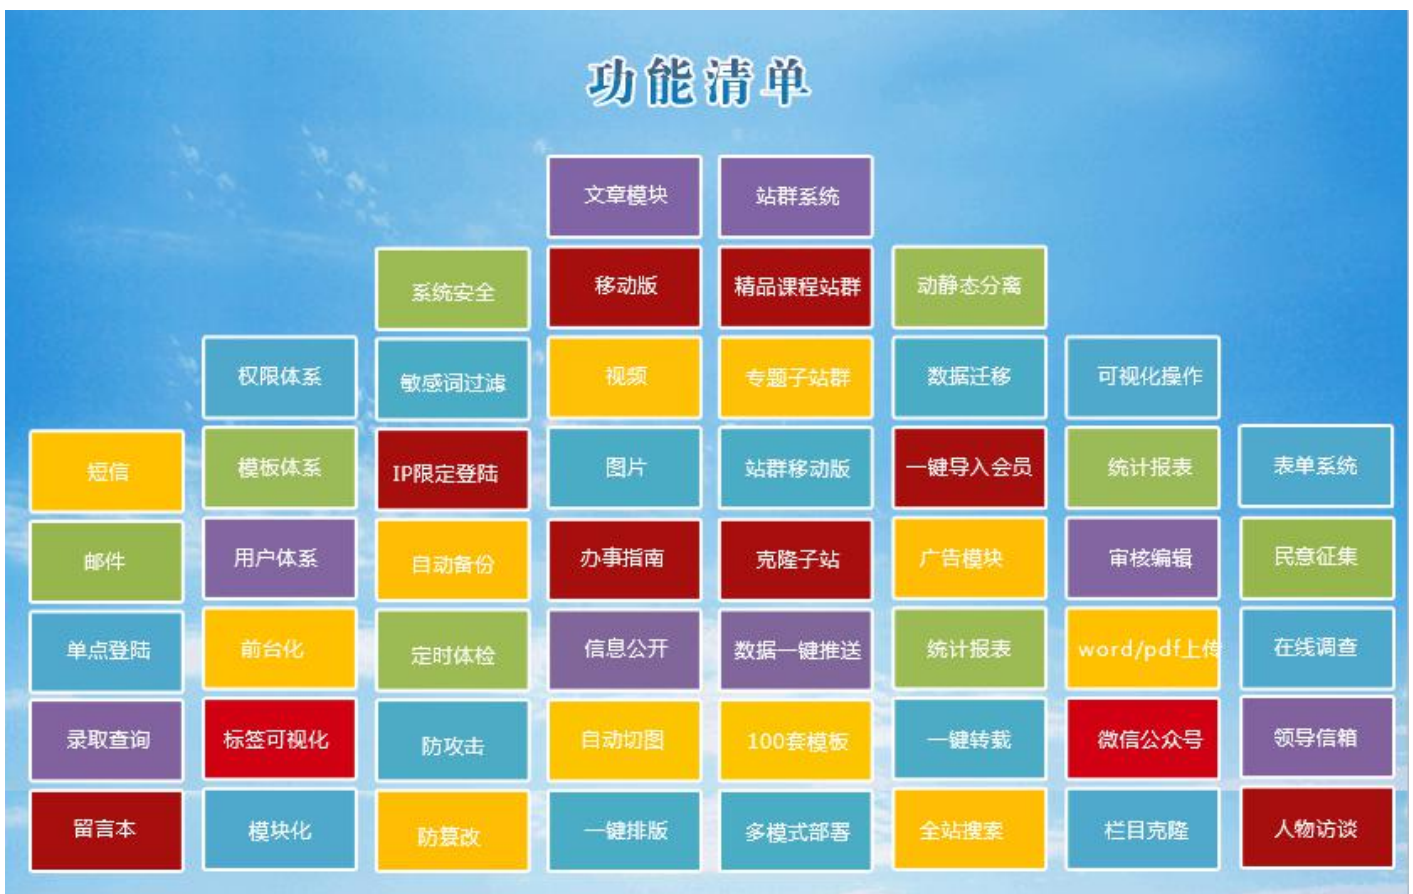 功能清单
文章模块
站群系统
系统安全
移动版
精品课程站群
动静态分离
权限体系
敏感词过滤
视频
专题子站群
数据迁移
可视化操作
短信
模板体系
IP限定登陆
图片
站群移动版
一键导入会员
统计报表
表单系统
邮件
用户体系
自动备份
办事指南
克隆子站
广告模块
审核编辑
民意征集
单点登陆
前台化
定时体检
信息公开
数据一键推送
统计报表
word/pdf上传
在线调查
录取查询
标签可视化
防攻击
自动切图
100套模板
一键转载
微信公众号
领导信箱
留言本
模块化
防篡改
一键排版
多模式部署
全站搜索
栏目克隆
人物访谈